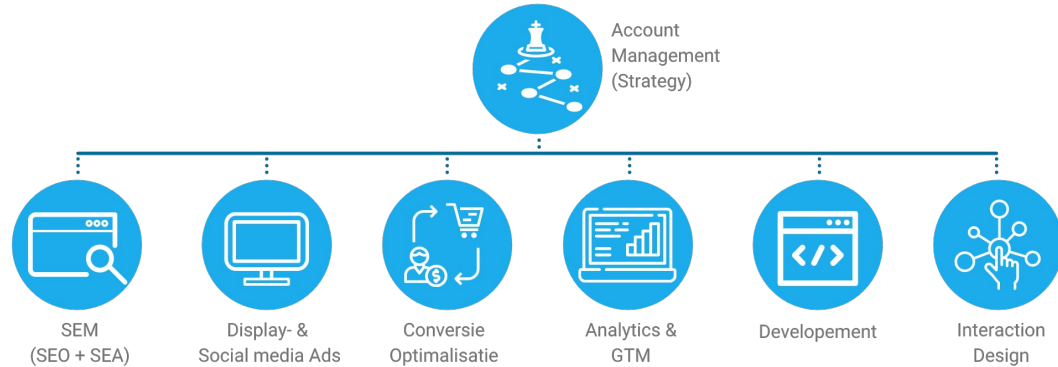 Account
Management
(Strategy)
SEM
(SEO + SEA)
Display- &
Social media Ads
Conversie
Optimalisatie
Analytics &
GTM
Developement
Interaction
Design